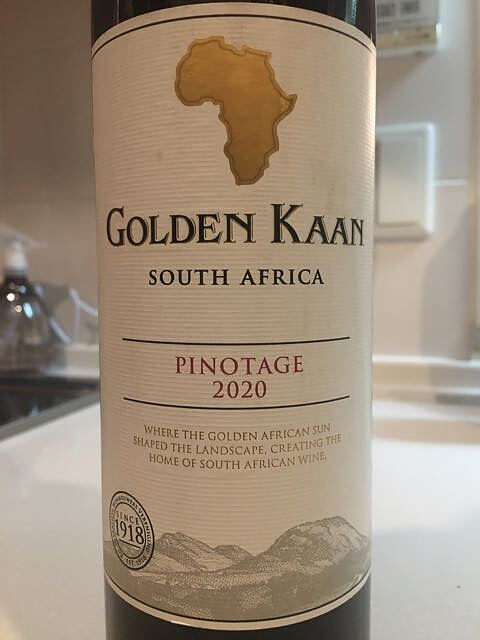 GOLDEN KAAN
SOUTH AFRICA
PINOTAGE
2020
WHERE THE GOLDEN AFRICAN SUN
SHAPED THE LANDSCAPE, CREATING THE
HOME OF SOUTH AFRICAN WINE.
SINCE
1918